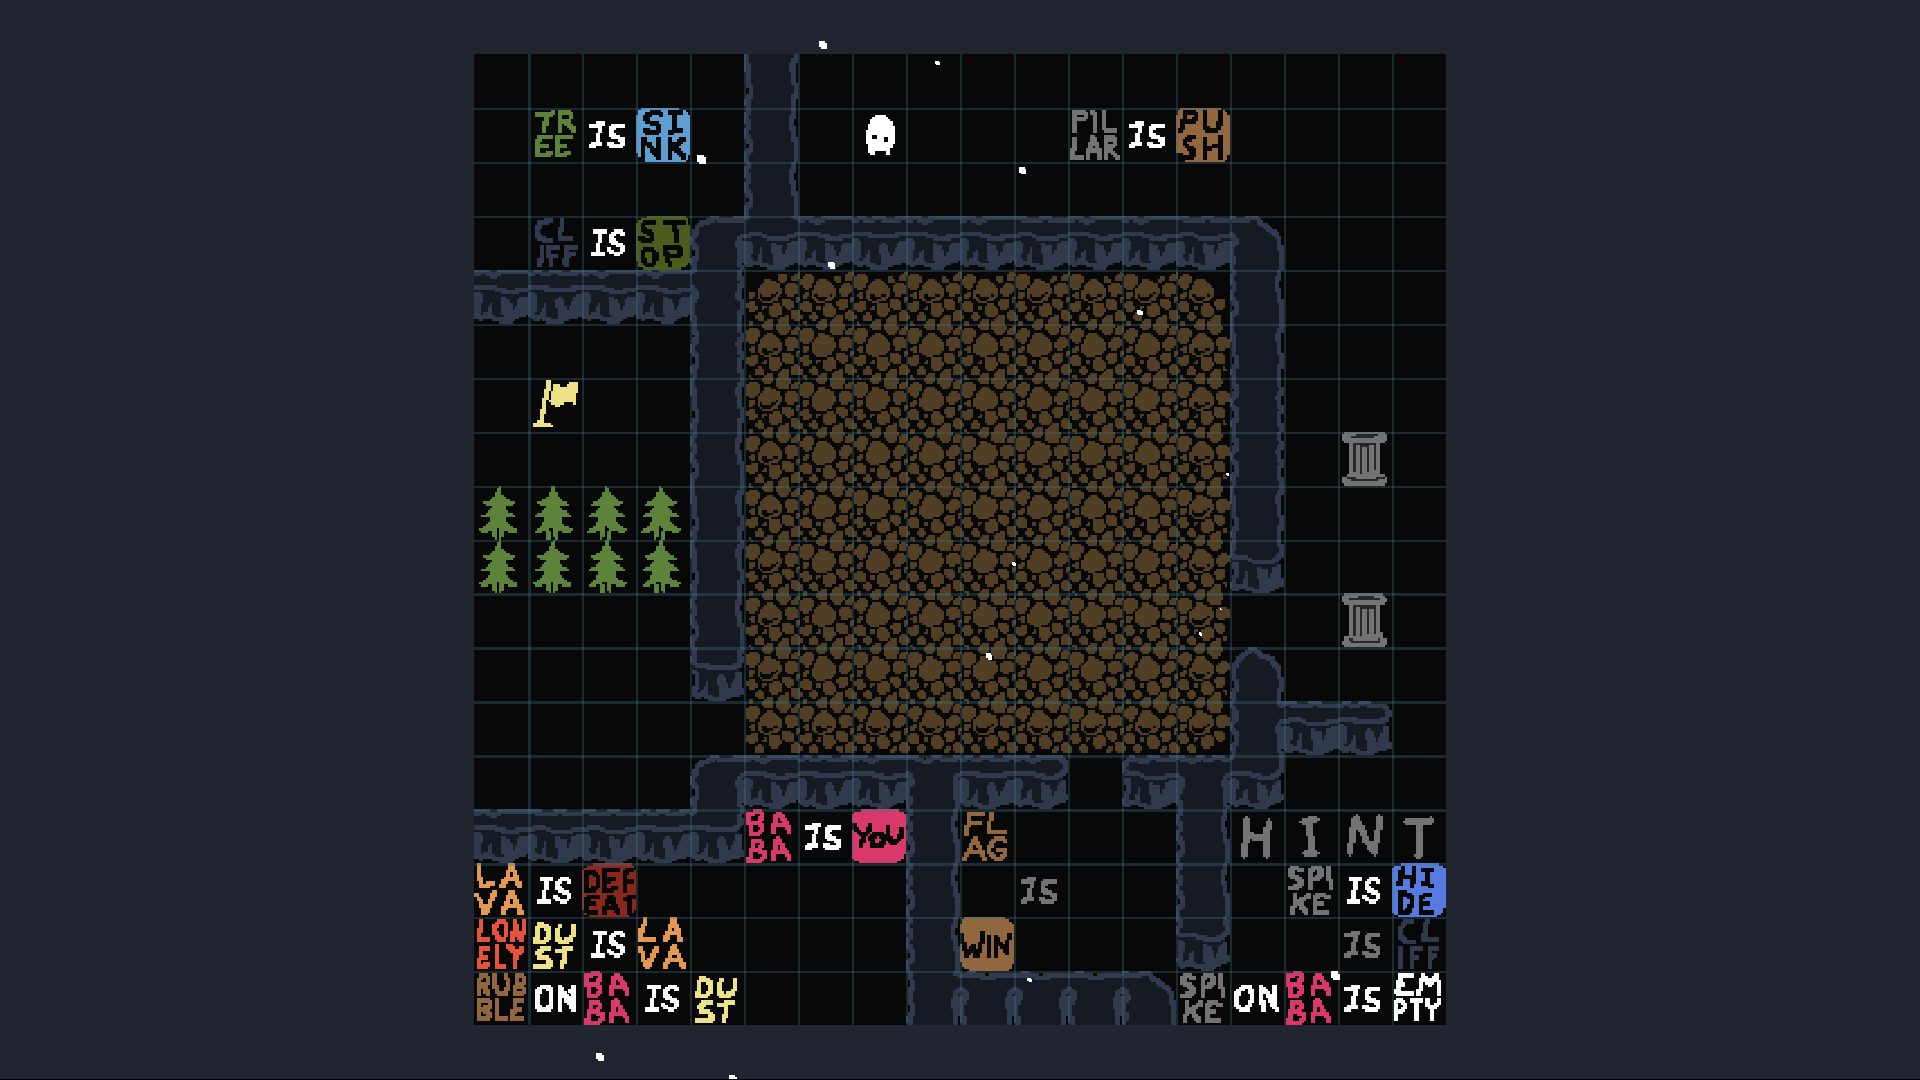 TREE IS STINK
PILLAR IS PUSH
CLIFF IS STOP
BABA IS YOU
FLAG
HINT
LAVA IS DEFEAT
IS
SPIKE IS HIDE
LONELY DUST IS LAVA
WIN
IS CLIFF
RUBBLE ON BABA IS DUST
SPIKE ON BABA IS EMPTY